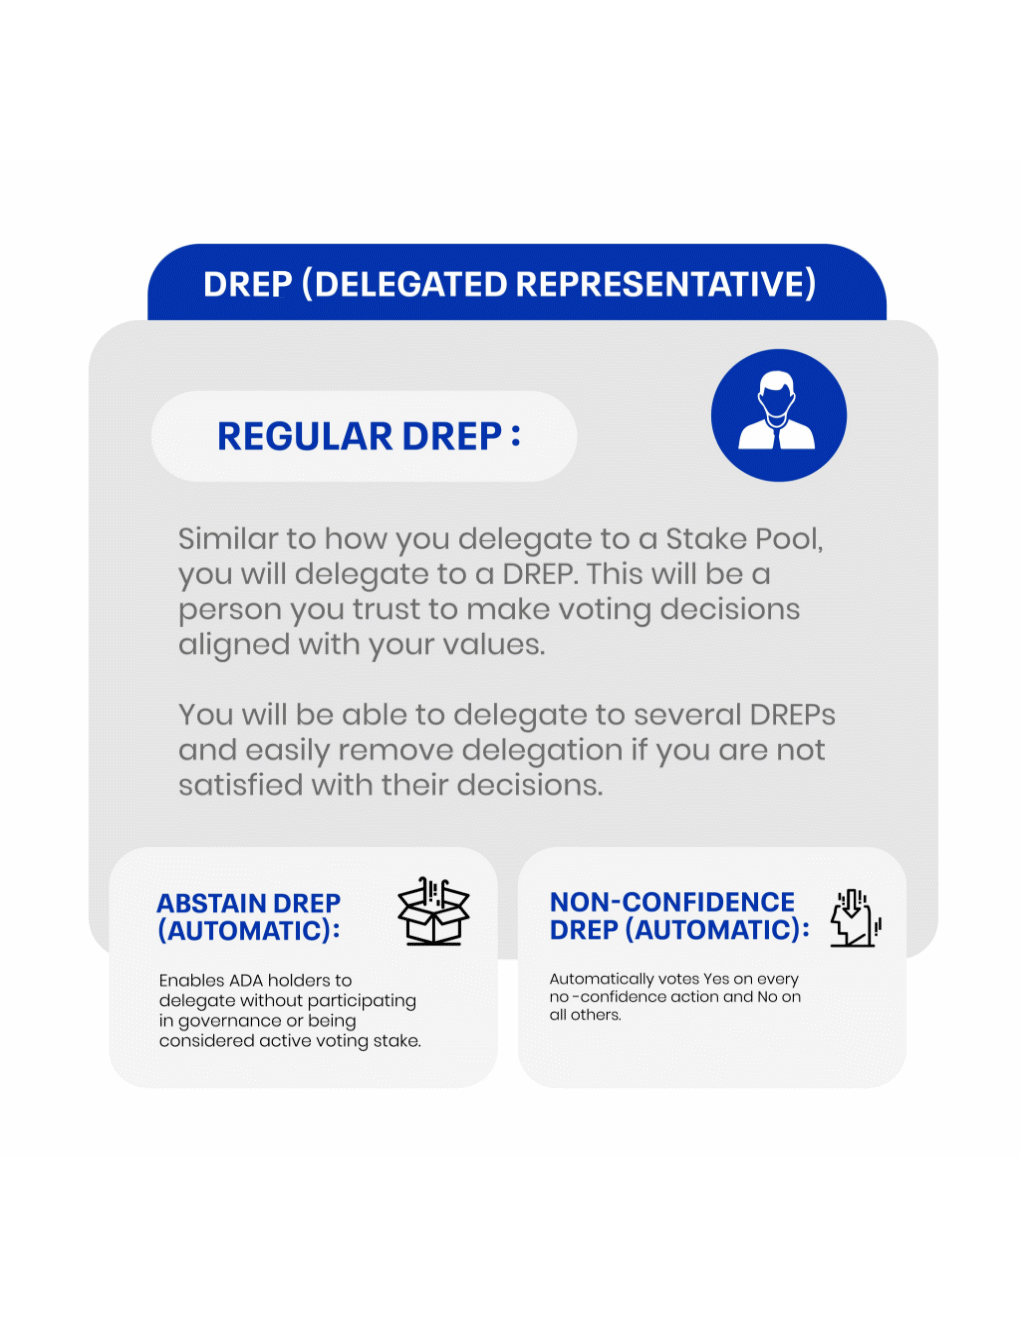 DREP (DELEGATED REPRESENTATIVE)
REGULAR DREP :
Similar to how you delegate to a Stake Pool,
you will delegate to a DREP. This will be a
person you trust to make voting decisions
aligned with your values.
You will be able to delegate to several DREPs
and easily remove delegation if you are not
satisfied with their decisions.
ABSTAIN DREP
(AUTOMATIC):
Enables ADA holders to
delegate without participating
in governance or being
considered active voting stake.
NON-CONFIDENCE
DREP (AUTOMATIC):
Automatically votes Yes on every
no -confidence action and No on
all others.